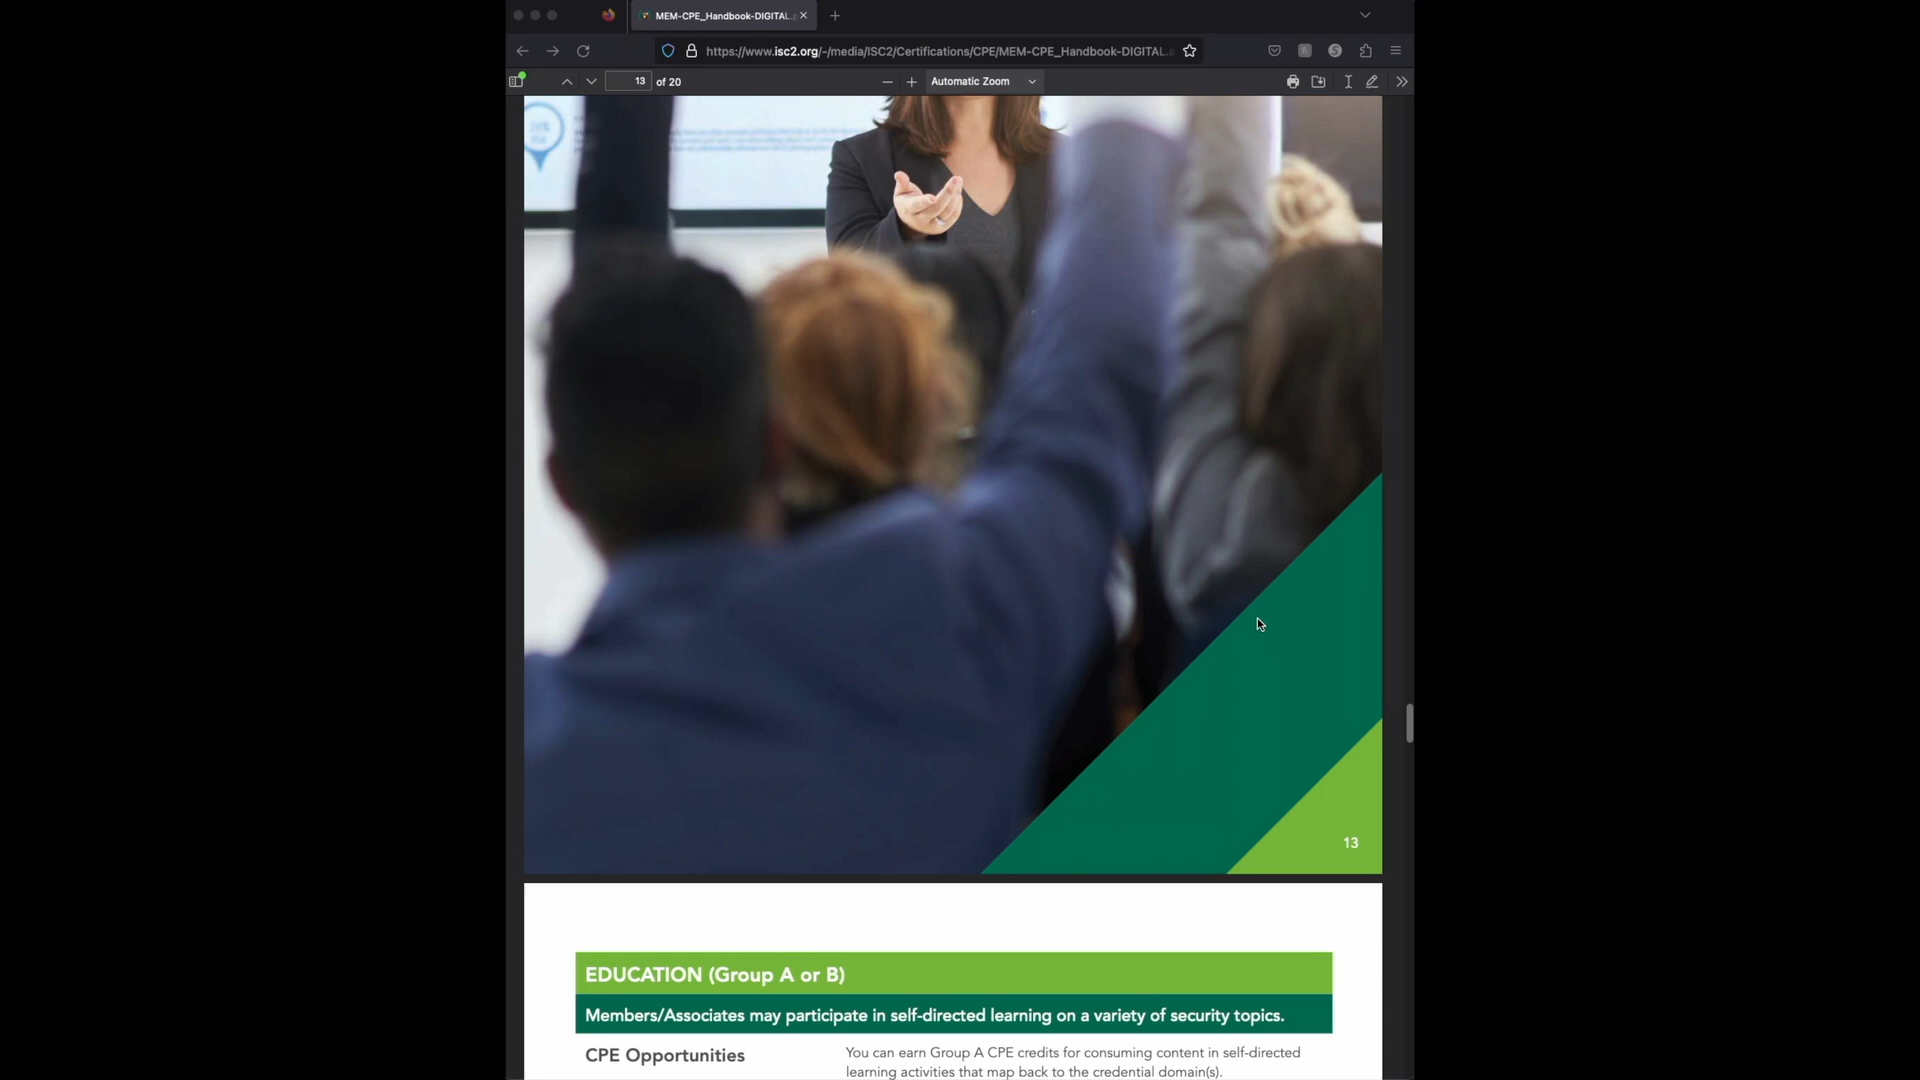 MEM-CPE_Handbook-DIGITAL.
https://www.isc2.org/-/media/ISC2/Certifications/CPE/MEM-CPE_Handbook-DIGITAL.a
13 of 20
Automatic Zoom
13
EDUCATION (Group A or B)
Members/Associates may participate in self-directed learning on a variety of security topics.
CPE Opportunities
You can earn Group A CPE credits for consuming content in self-directed
learning activities that map back to the credential domain(s).